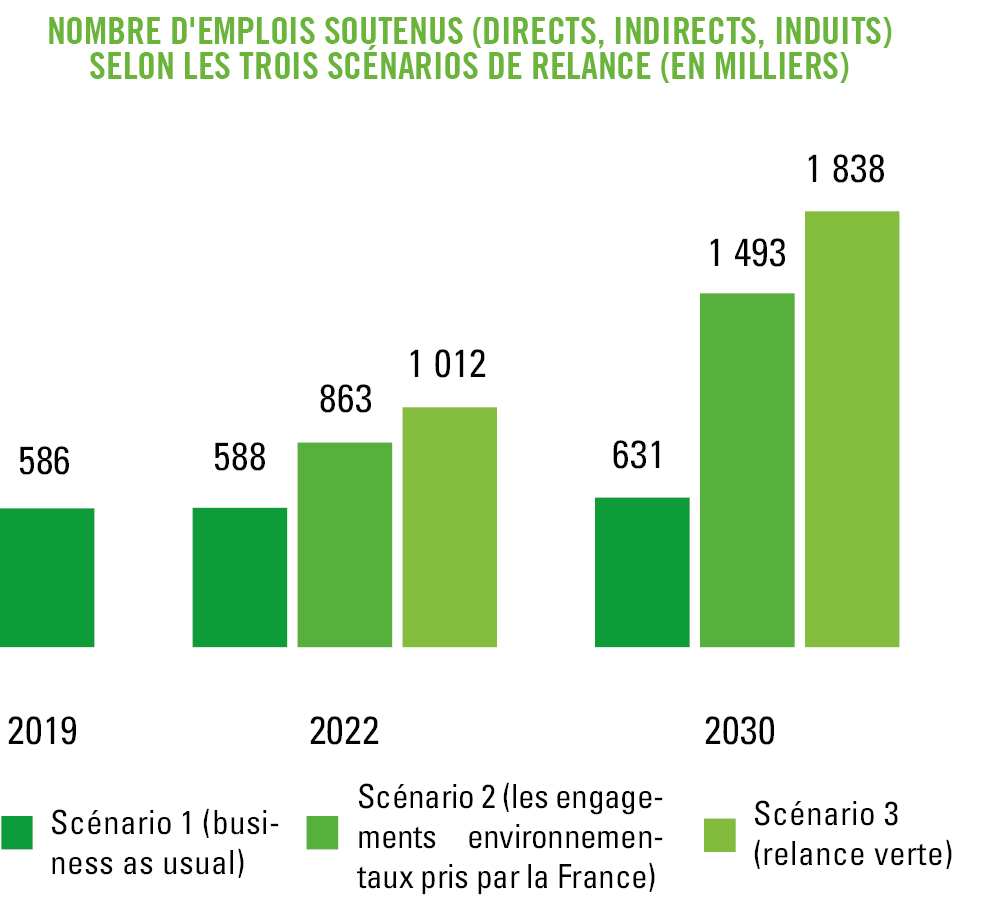 NOMBRE D'EMPLOIS SOUTENUS (DIRECTS, INDIRECTS, INDUITS)
SELON LES TROIS SCÉNARIOS DE RELANCE (EN MILLIERS)
1 838
1 493
1 012
863
586
588
631
2019
2022
2030
Scénario 1 (busi-
ness as usual)
Scénario 2 (les engage-
ments environnemen-
taux pris par la France)
Scénario 3
(relance verte)